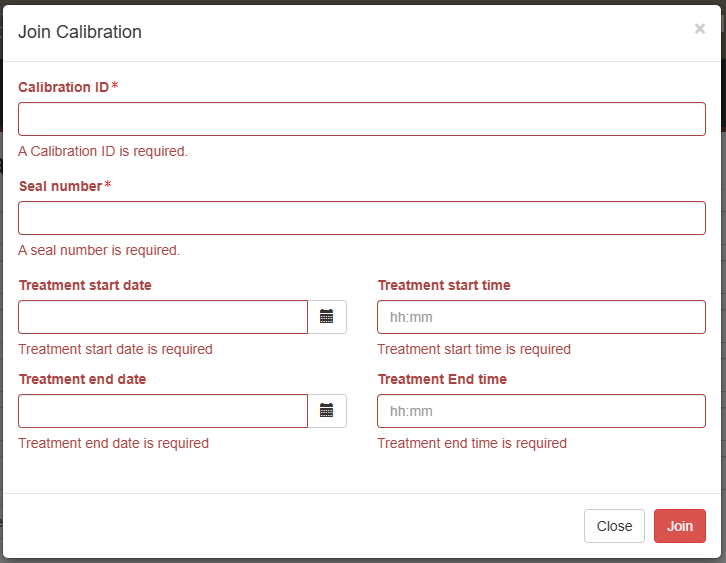 Join Calibration ×
Calibration ID*
A Calibration ID is required.
Seal number*
A seal number is required.
Treatment start date Treatment start time
hh:mm
Treatment start date is required Treatment start time is required
Treatment end date Treatment End time
hh:mm
Treatment end date is required Treatment end time is required
Close Join